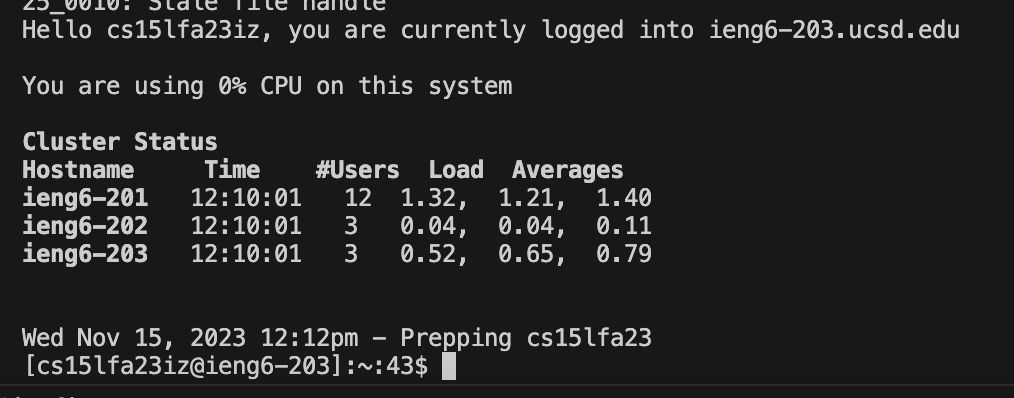 25_0010: Stale file handle
Hello cs15lfa23iz, you are currently logged into ieng6-203.ucsd.edu
You are using 0% CPU on this system
Cluster Status
Hostname     Time    #Users  Load  Averages
ieng6-201   12:10:01   12  1.32,  1.21,  1.40
ieng6-202   12:10:01   3   0.04,  0.04,  0.11
ieng6-203   12:10:01   3   0.52,  0.65,  0.79
Wed Nov 15, 2023 12:12pm - Prepping cs15lfa23
[cs15lfa23iz@ieng6-203]:~:43$